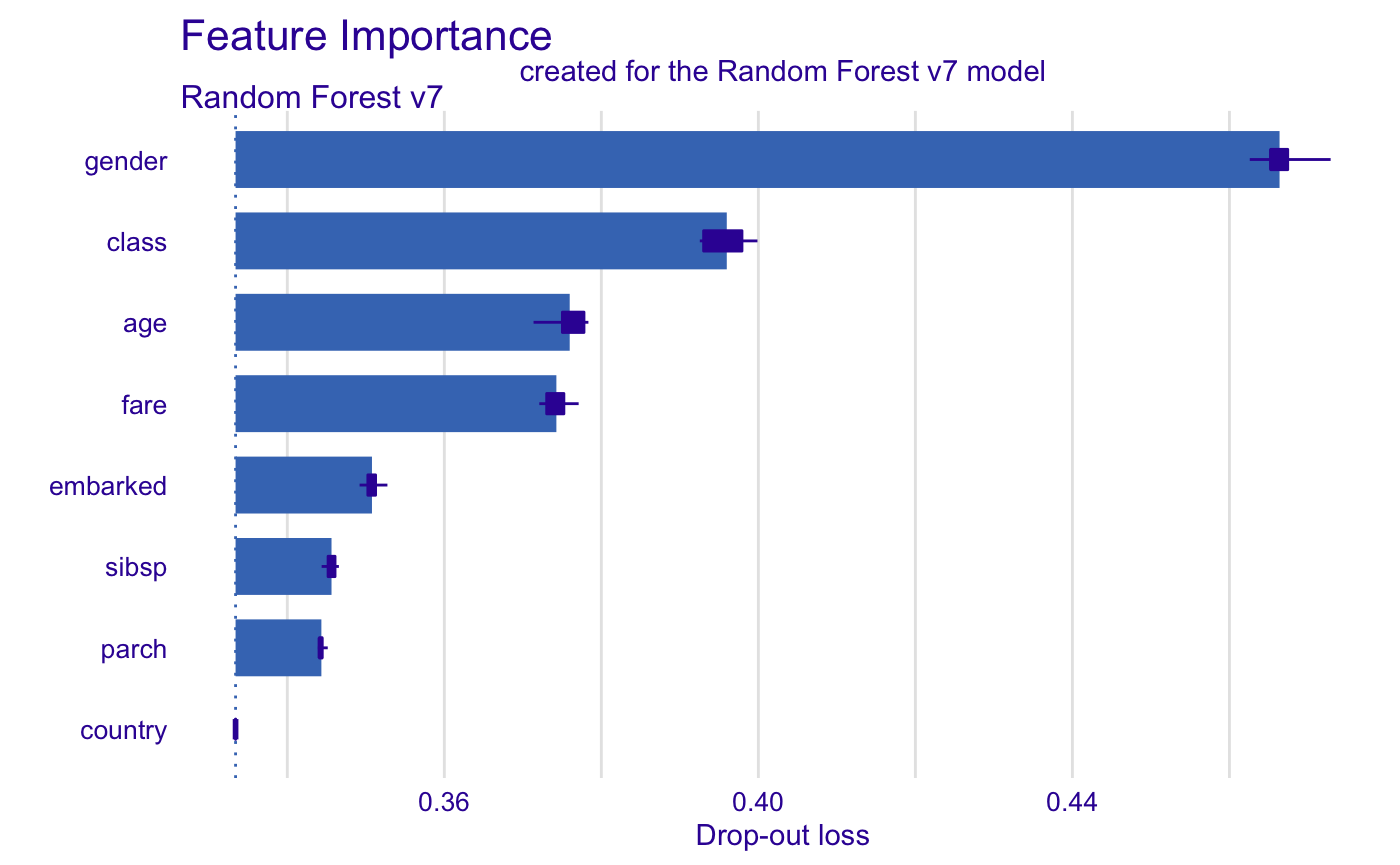 Feature Importance
created for the Random Forest v7 model
Random Forest v7
gender
class
age
fare
embarked
sibsp
parch
country
0.36 0.40 0.44
Drop-out loss